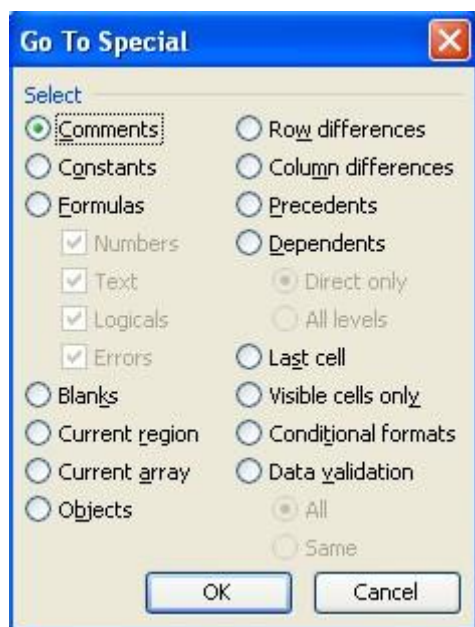 Go To Special
Select
Comments
Constants
Formulas
Numbers
Text
Logicals
Errors
Blanks
Current region
Current array
Objects
Row differences
Column differences
Precedents
Dependents
Direct only
All levels
Last cell
Visible cells only
Conditional formats
Data validation
All
Same
OK
Cancel